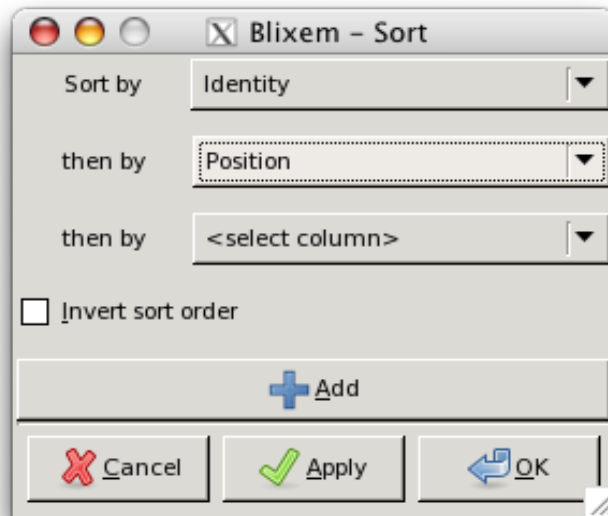 Blixem – Sort
Sort by Identity
then by Position
then by <select column>
Invert sort order
Add
Cancel Apply OK